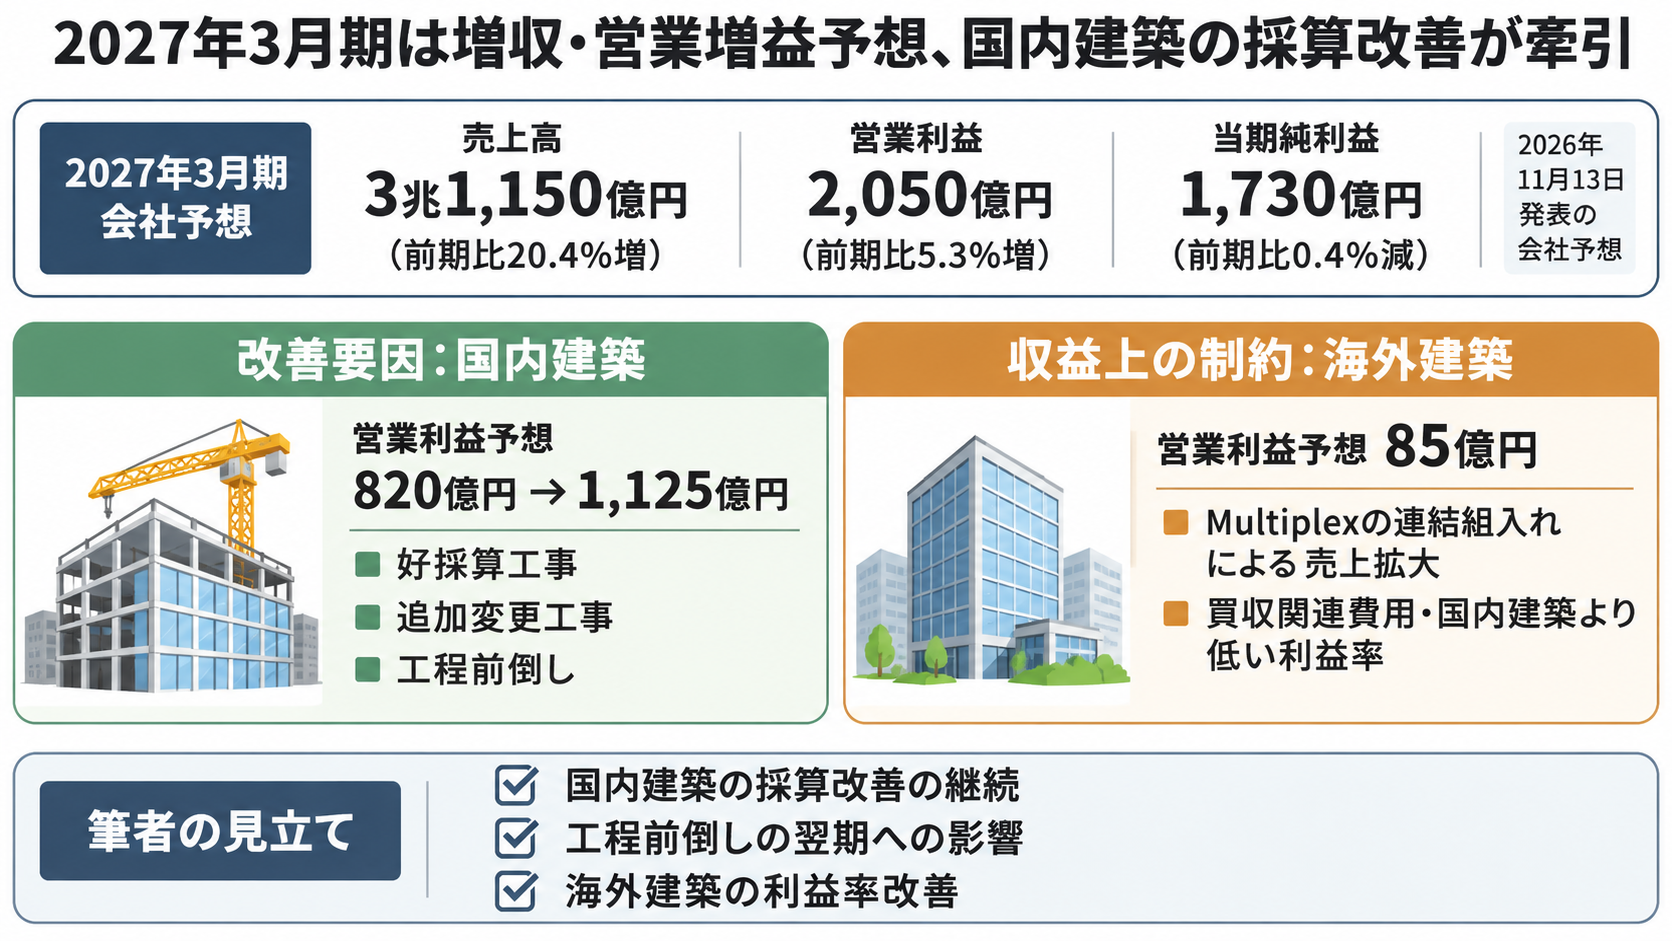 2027年3月期は増収・営業増益予想、国内建築の採算改善が牽引
2027年3月期
会社予想
売上高
3兆1,150億円
（前期比20.4％増）
営業利益
2,050億円
（前期比5.3％増）
当期純利益
1,730億円
（前期比0.4％減）
2026年
11月13日
発表の
会社予想
改善要因：国内建築
営業利益予想
820億円 → 1,125億円
好採算工事
追加変更工事
工程前倒し
収益上の制約：海外建築
営業利益予想 85億円
Multiplexの連結組入れ
による 売上拡大
買収関連費用・国内建築より
低い利益率
筆者の見立て
国内建築の採算改善の継続
工程前倒しの翌期への影響
海外建築の利益率改善